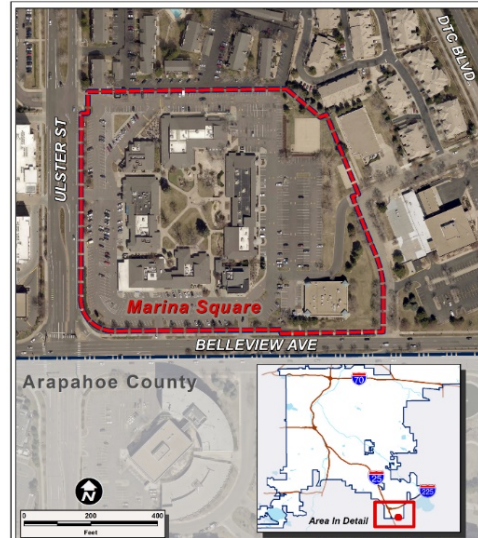 DTC BLVD.
ULSTER ST
Marina Square
BELLEVIEW AVE
Arapahoe County
70
25
225
N
0 200 400
Feet
Area In Detail